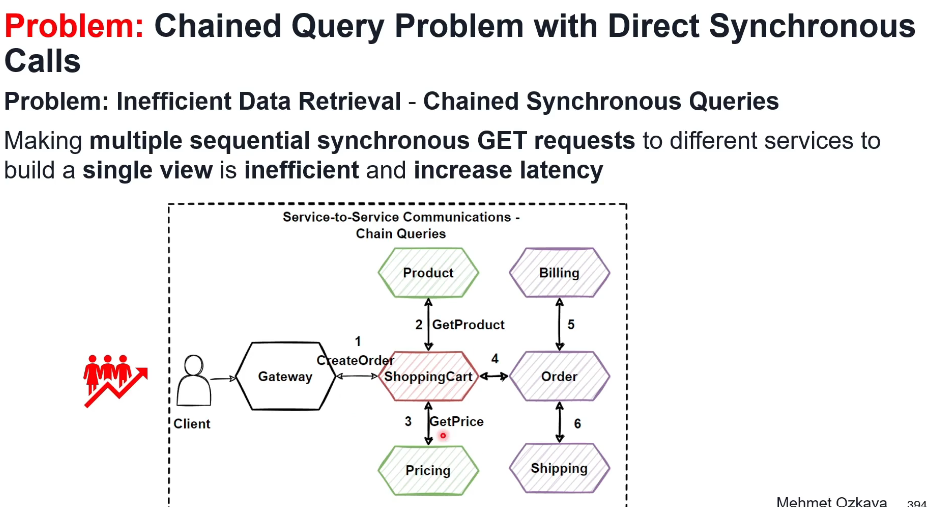 Problem: Chained Query Problem with Direct Synchronous
Calls
Problem: Inefficient Data Retrieval - Chained Synchronous Queries
Making multiple sequential synchronous GET requests to different services to
build a single view is inefficient and increase latency
Service-to-Service Communications -
Chain Queries
Product
Billing
2 GetProduct
5
1
CreateOrder
4
Gateway
ShoppingCart
Order
Client
3 GetPrice
6
Pricing
Shipping
Mehmet Ozkaya 394